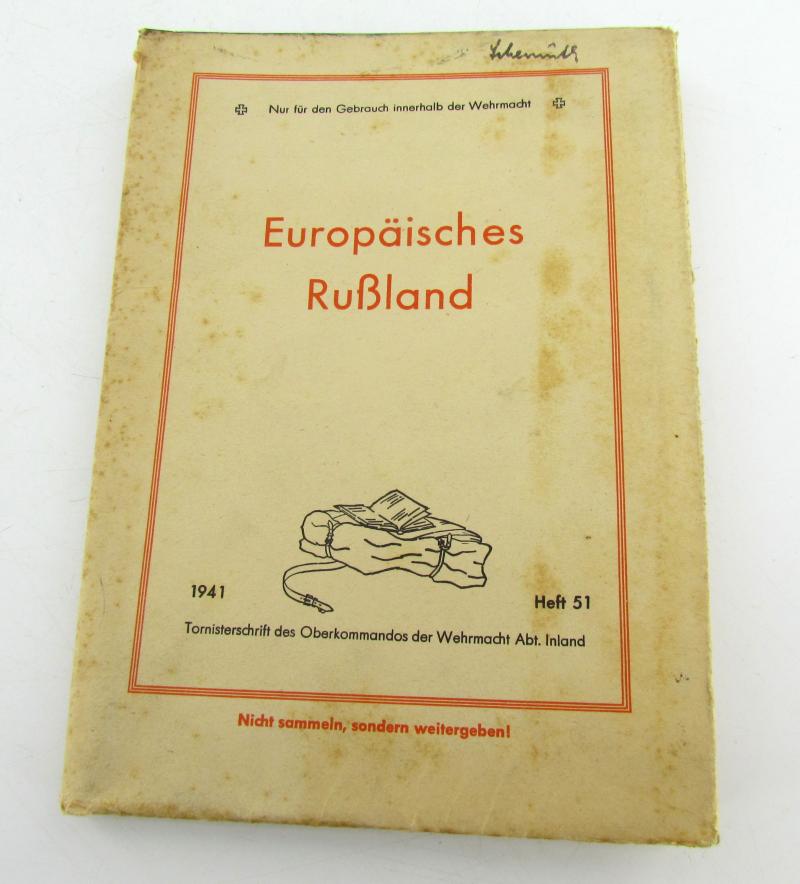 Nur für den Gebrauch innerhalb der Wehrmacht
Europäisches
Rußland
1941
Heft 51
Tornisterschrift des Oberkommandos der Wehrmacht Abt. Inland
Nicht sammeln, sondern weitergeben!